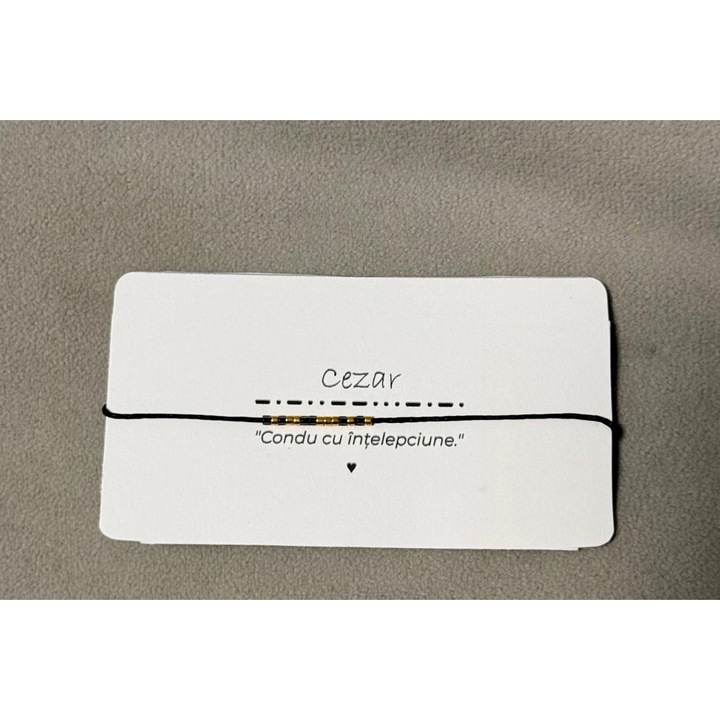 Cezar
"Condu cu înțelepciune."
♥